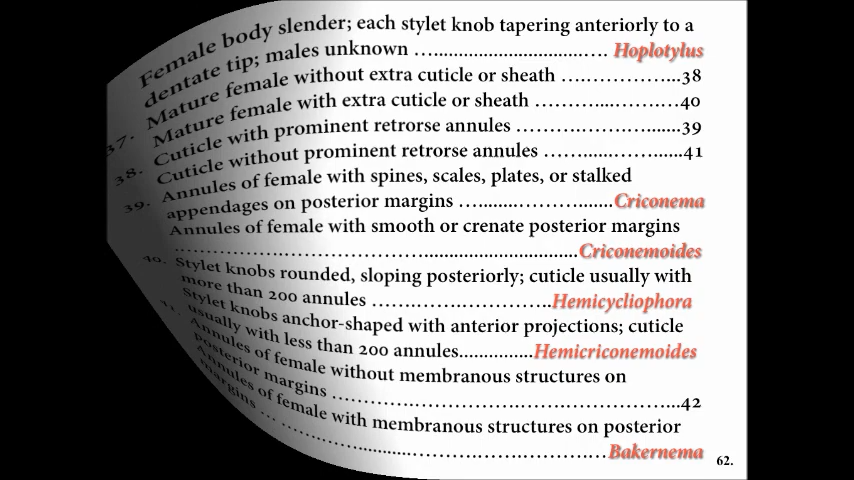 Female body slender; each stylet knob tapering anteriorly to a
dentate tip; males unknown ................................... Hoplotylus
37. Mature female without extra cuticle or sheath ................38
Mature female with extra cuticle or sheath ....................40
38. Cuticle with prominent retrorse annules .......................39
Cuticle without prominent retrorse annules ...................41
39. Annules of female with spines, scales, plates, or stalked
appendages on posterior margins .....................Criconema
Annules of female with smooth or crenate posterior margins
.................................................................Criconemoides
40. Stylet knobs rounded, sloping posteriorly; cuticle usually with
more than 200 annules .........................Hemicycliophora
Stylet knobs anchor-shaped with anterior projections; cuticle
usually with less than 200 annules..............Hemicriconemoides
41. Annules of female without membranous structures on
posterior margins ..................................................42
Annules of female with membranous structures on posterior
margins ... ..................................................Bakernema
62.